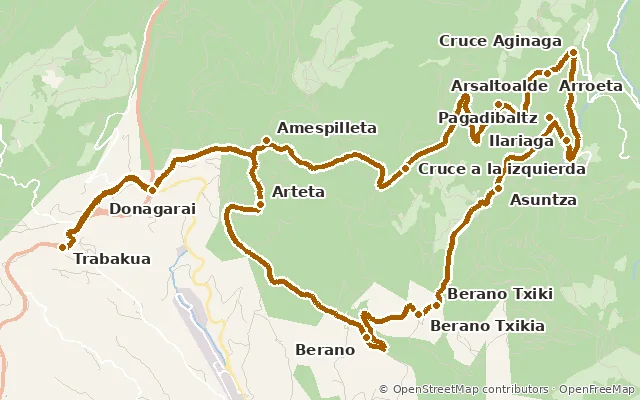 Cruce Aginaga
Arsaltoalde
Arroeta
Pagadibaltz
Amespilleta
Ilariaga
Cruce a la izquierda
Arteta
Asuntza
Donagarai
Trabakua
Berano Txiki
Berano Txikia
Berano
© OpenStreetMap contributors - OpenFreeMap